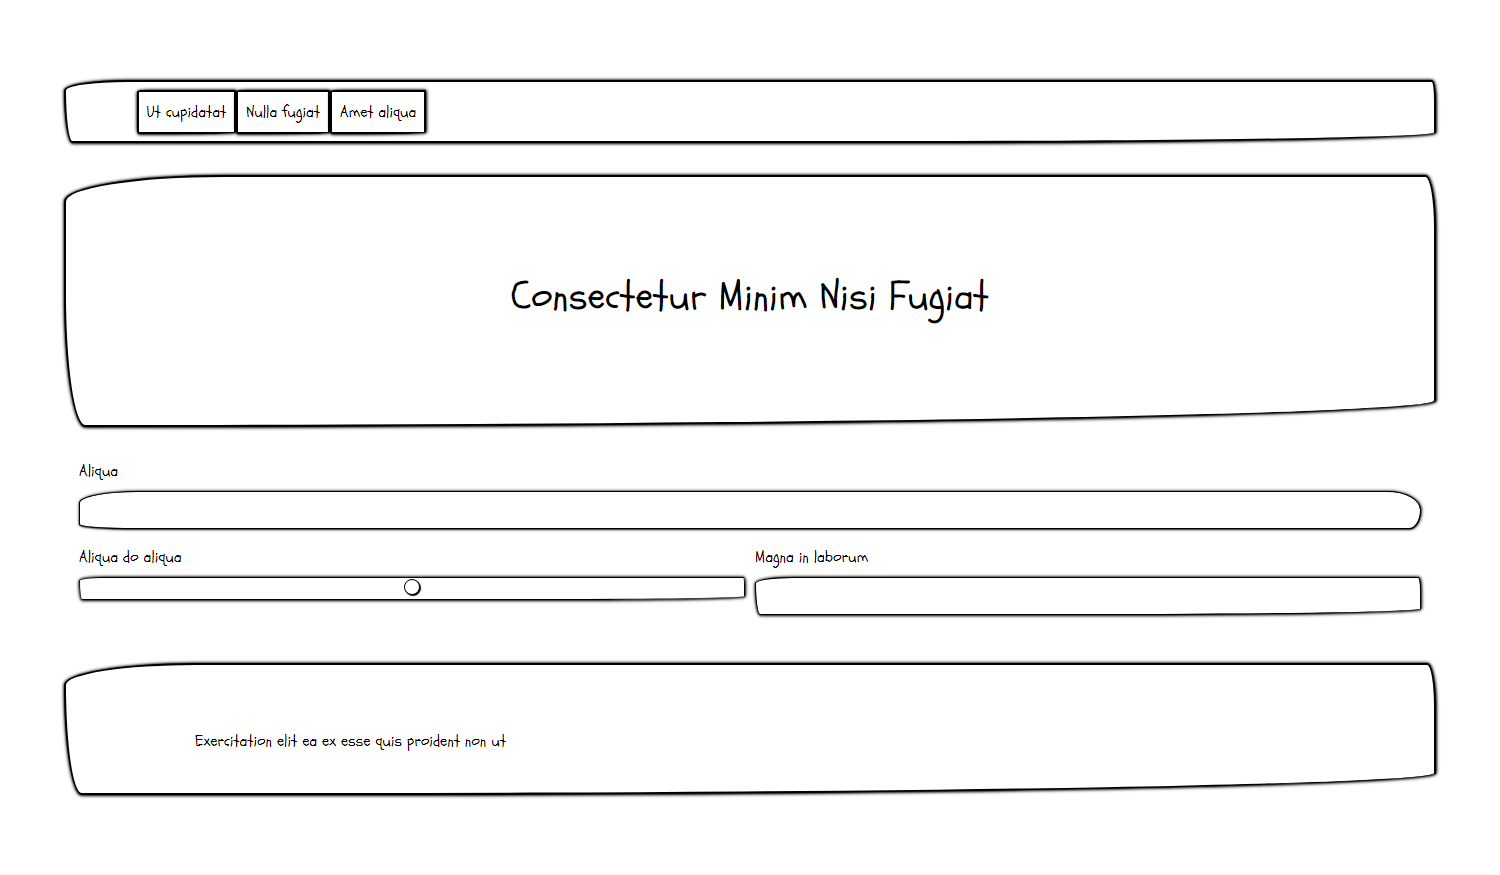 Ut cupidatat Nulla fugiat Amet aliqua
Consectetur Minim Nisi Fugiat
Aliqua
Aliqua do aliqua Magna in laborum
Exercitation elit ea ex esse quis proident non ut